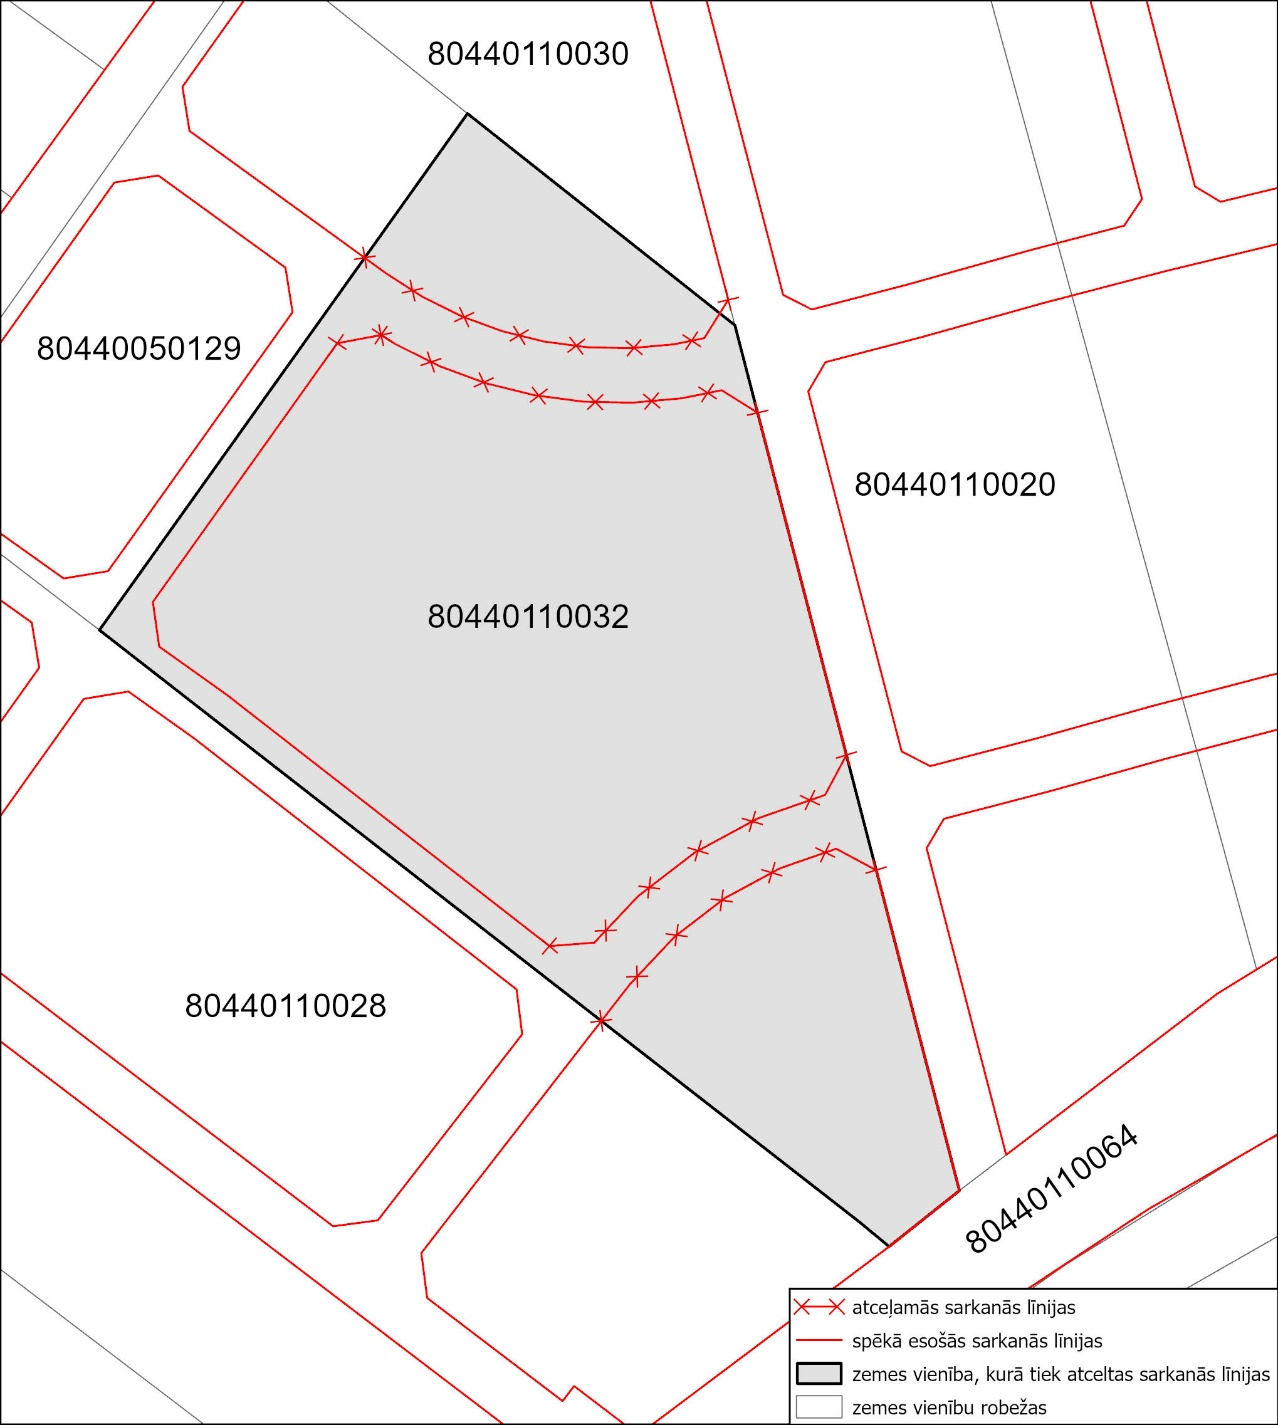 80440110030
80440050129
80440110020
80440110032
80440110028
80440110064
atceļamās sarkanās līnijas
spēkā esošās sarkanās līnijas
zemes vienība, kurā tiek atceltas sarkanās līnijas
zemes vienību robežas